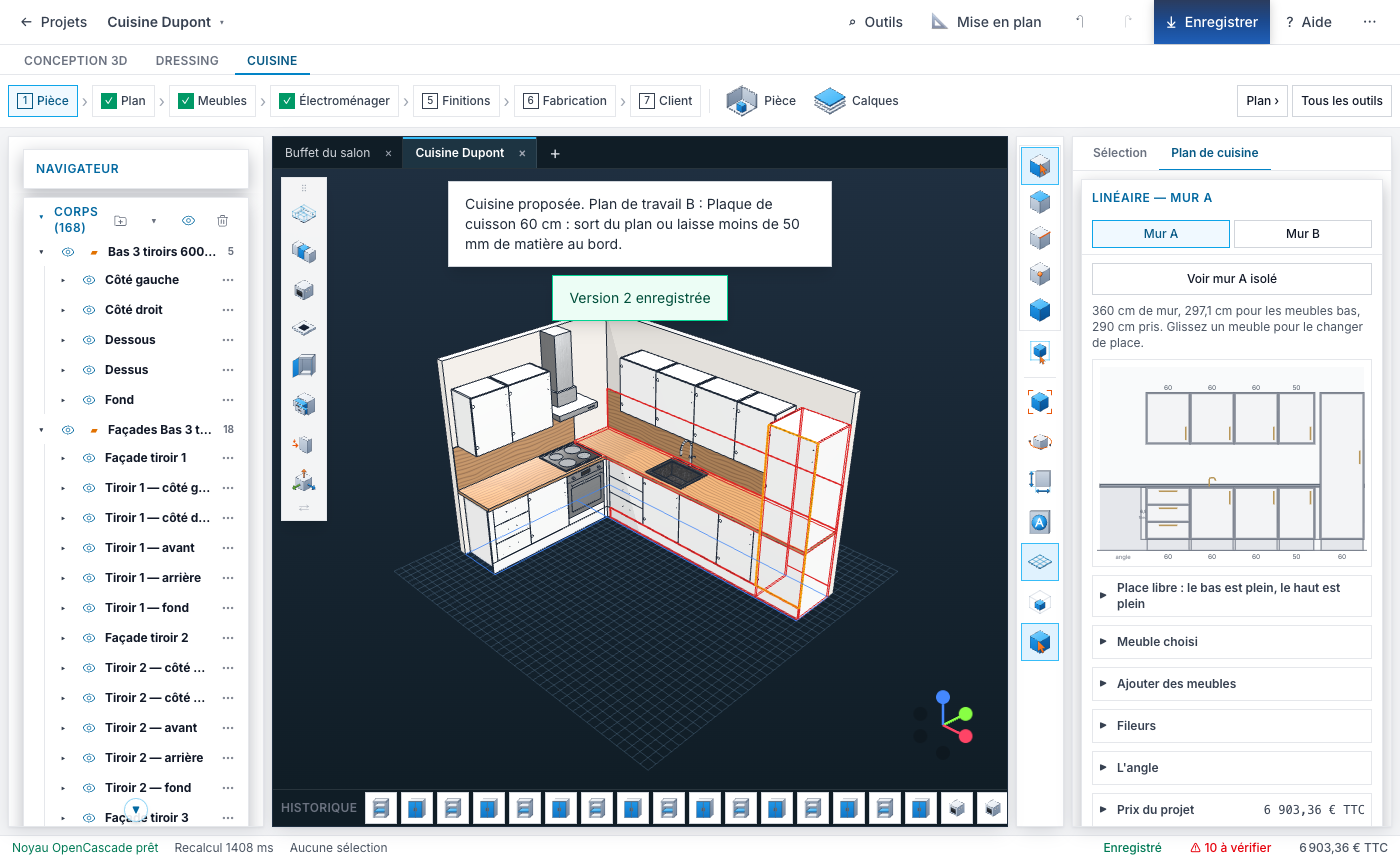 ← Projets
Cuisine Dupont
Outils
Mise en plan
Enregistrer
? Aide
CONCEPTION 3D
DRESSING
CUISINE
1 Pièce
Plan
Meubles
Électroménager
5 Finitions
6 Fabrication
7 Client
Pièce
Calques
Plan ›
Tous les outils
NAVIGATEUR
CORPS
(168)
Bas 3 tiroirs 600... 5
Côté gauche
Côté droit
Dessous
Dessus
Fond
Façades Bas 3 t... 18
Façade tiroir 1
Tiroir 1 — côté g...
Tiroir 1 — côté d...
Tiroir 1 — avant
Tiroir 1 — arrière
Tiroir 1 — fond
Façade tiroir 2
Tiroir 2 — côté ...
Tiroir 2 — côté ...
Tiroir 2 — avant
Tiroir 2 — arrière
Tiroir 2 — fond
Façade tiroir 3
Buffet du salon ×
Cuisine Dupont ×
+
Cuisine proposée. Plan de travail B : Plaque de
cuisson 60 cm : sort du plan ou laisse moins de 50
mm de matière au bord.
Version 2 enregistrée
HISTORIQUE
A
Sélection
Plan de cuisine
LINÉAIRE — MUR A
Mur A
Mur B
Voir mur A isolé
360 cm de mur, 297,1 cm pour les meubles bas,
290 cm pris. Glissez un meuble pour le changer
de place.
60 60 60 50
angle 60 60 60 50 60
Place libre : le bas est plein, le haut est
plein
Meuble choisi
Ajouter des meubles
Fileurs
L'angle
Prix du projet 6 903,36 € TTC
Noyau OpenCascade prêt
Recalcul 1408 ms
Aucune sélection
Enregistré
10 à vérifier
6 903,36 € TTC